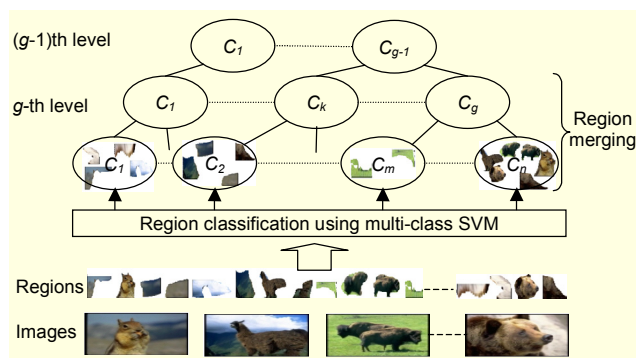 (g-1)th level
C1 Cg-1
g-th level
C1 Ck Cg
Region merging
C1 C2 Cm Cn
Region classification using multi-class SVM
Regions
Images